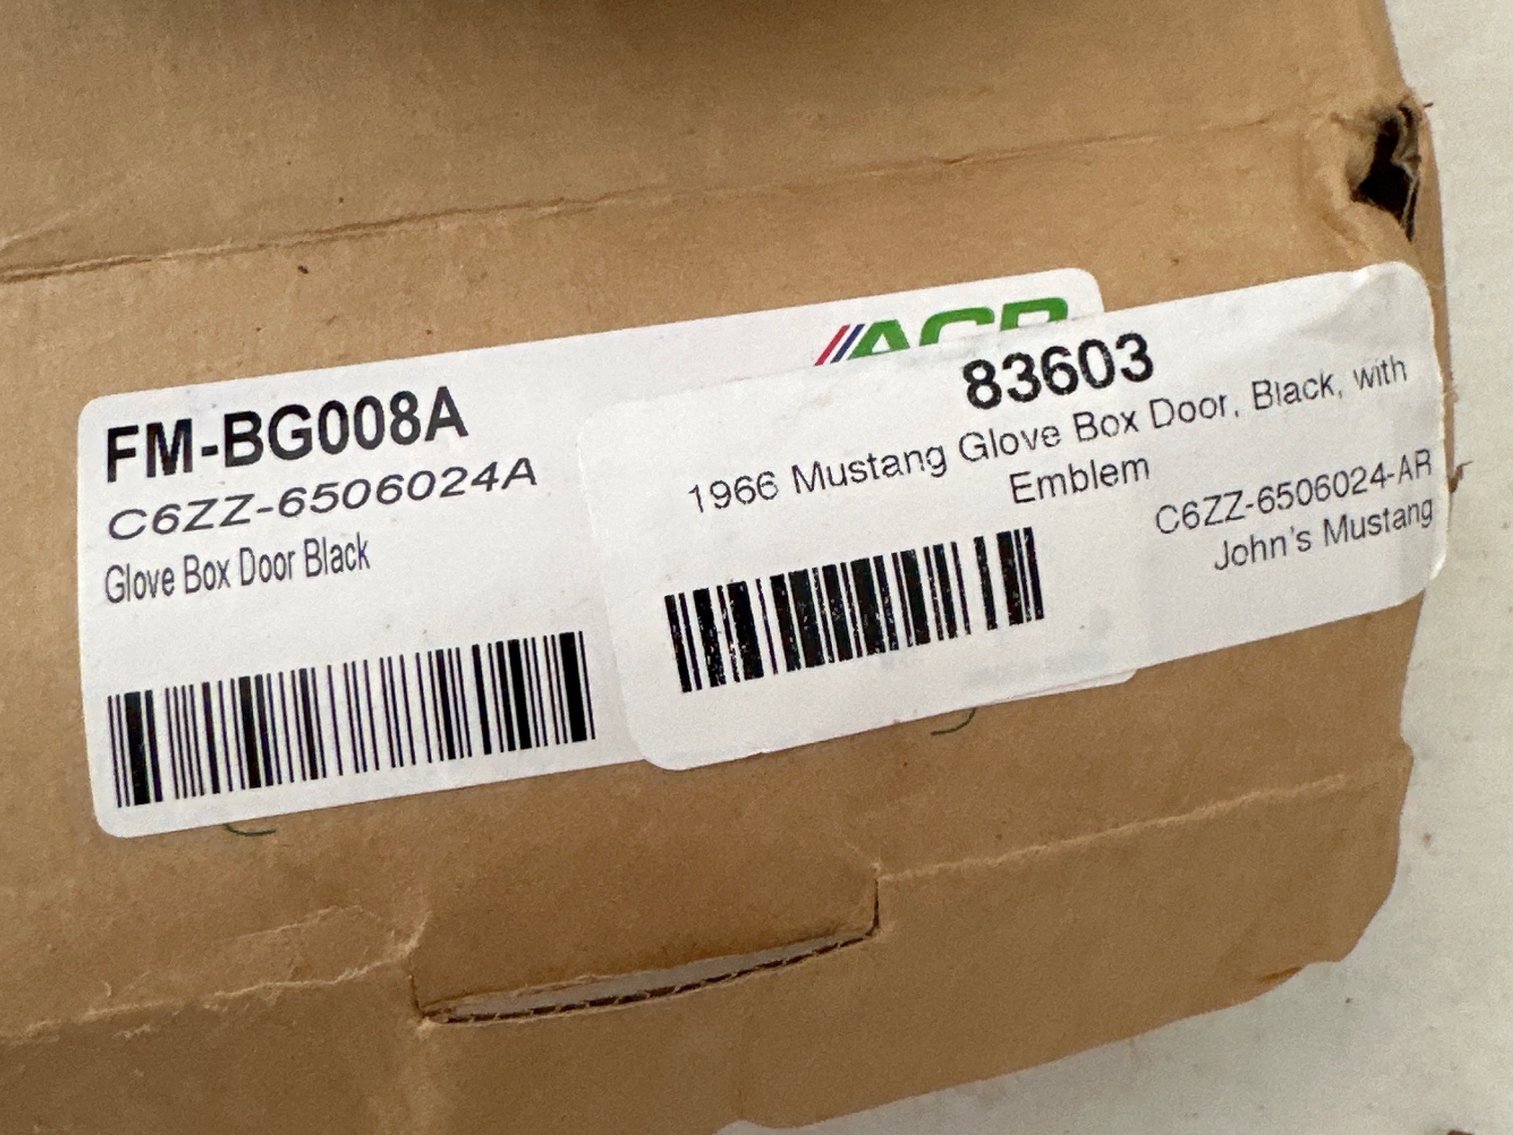 FM-BG008A
C6ZZ-6506024A
Glove Box Door Black
ACP
83603
1966 Mustang Glove Box Door, Black, with
Emblem
C6ZZ-6506024-AR
John's Mustang